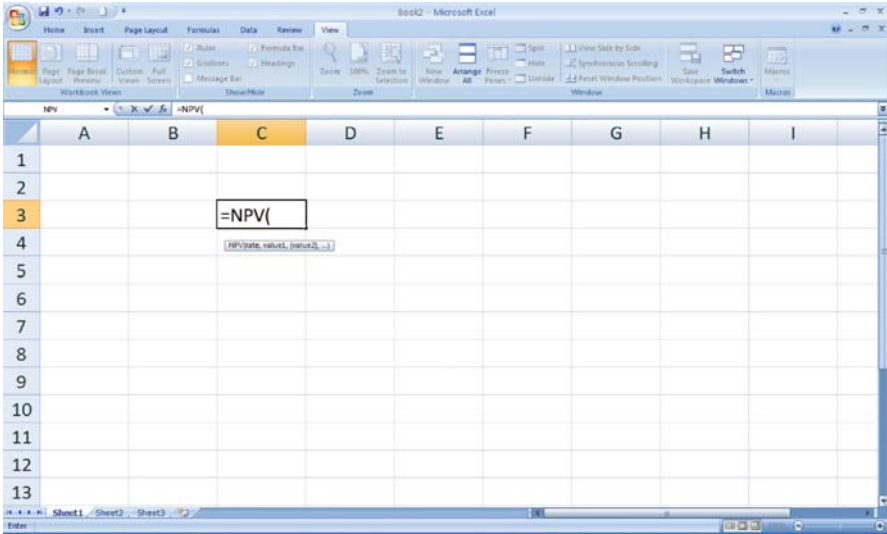 Book2 - Microsoft Excel
Home Insert Page Layout Formulas Data Review View
Normal Page Layout Page Break Preview Custom Views Full Screen
Ruler
Gridlines
Message Bar
Formula Bar
Headings
Zoom 100% Zoom to Selection
New Window Arrange All Freeze Panes
Split
Hide
Unhide
View Side by Side
Synchronous Scrolling
Reset Window Position
Save Workspace Switch Windows
Macros
Workbook Views Show/Hide Zoom Window Macros
NPV =NPV(
A B C D E F G H I
1
2
3 =NPV(
4 NPV(rate, value1, [value2], ...)
5
6
7
8
9
10
11
12
13
Sheet1 Sheet2 Sheet3
Enter